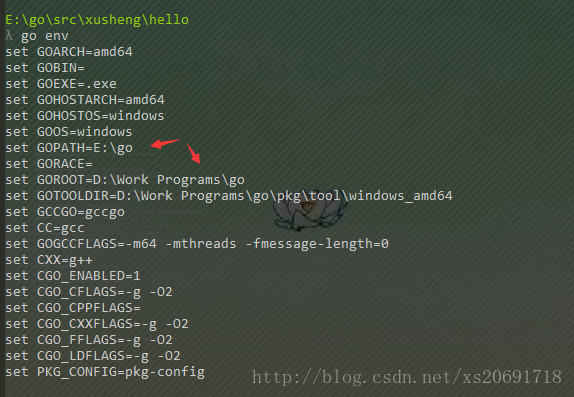 E:\go\src\xusheng\hello
λ go env
set GOARCH=amd64
set GOBIN=
set GOEXE=.exe
set GOHOSTARCH=amd64
set GOHOSTOS=windows
set GOOS=windows
set GOPATH=E:\go
set GORACE=
set GOROOT=D:\Work Programs\go
set GOTOOLDIR=D:\Work Programs\go\pkg\tool\windows_amd64
set GCCGO=gccgo
set CC=gcc
set GOGCCFLAGS=-m64 -mthreads -fmessage-length=0
set CXX=g++
set CGO_ENABLED=1
set CGO_CFLAGS=-g -O2
set CGO_CPPFLAGS=
set CGO_CXXFLAGS=-g -O2
set CGO_FFLAGS=-g -O2
set CGO_LDFLAGS=-g -O2
set PKG_CONFIG=pkg-config
http://blog.csdn.net/xs20691718